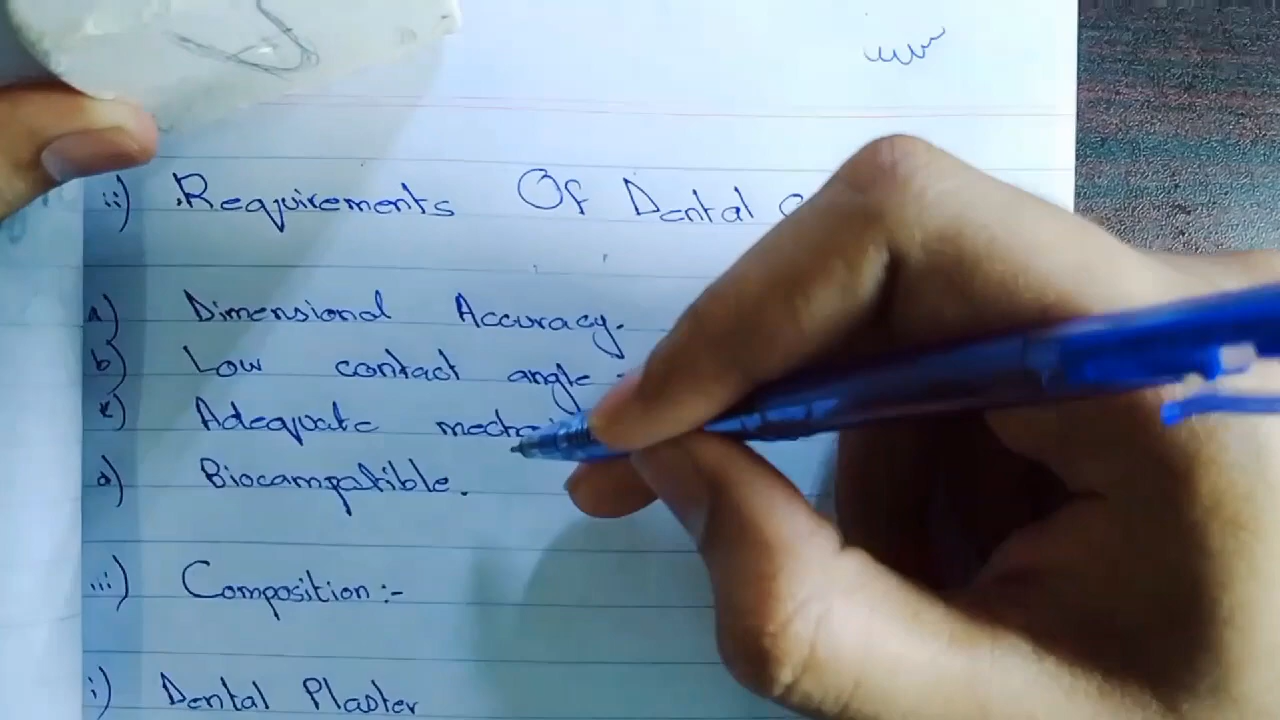 ii) Requirements Of Dental
a) Dimensional Accuracy.
b) Low contact angle
c) Adequate
d) Biocampatible.
iii) Composition :-
i) Dental Plaster